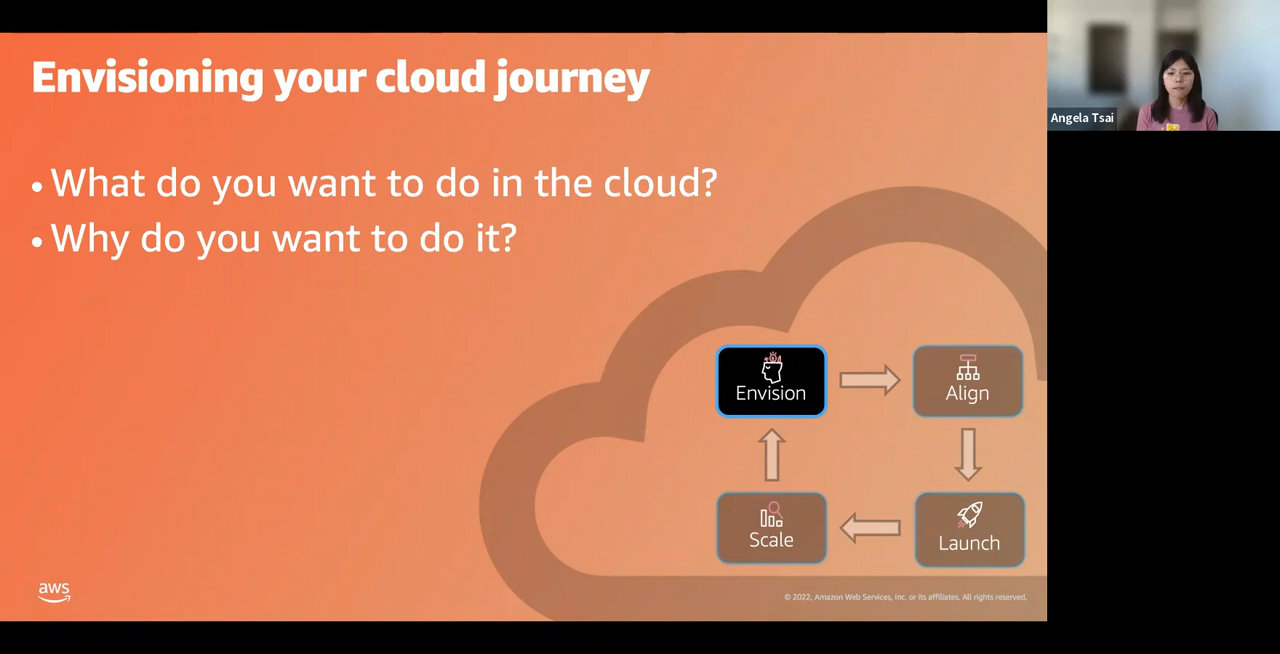 Envisioning your cloud journey
• What do you want to do in the cloud?
• Why do you want to do it?
Envision
Align
Scale
Launch
aws
© 2022, Amazon Web Services, Inc. or its affiliates. All rights reserved.
Angela Tsai